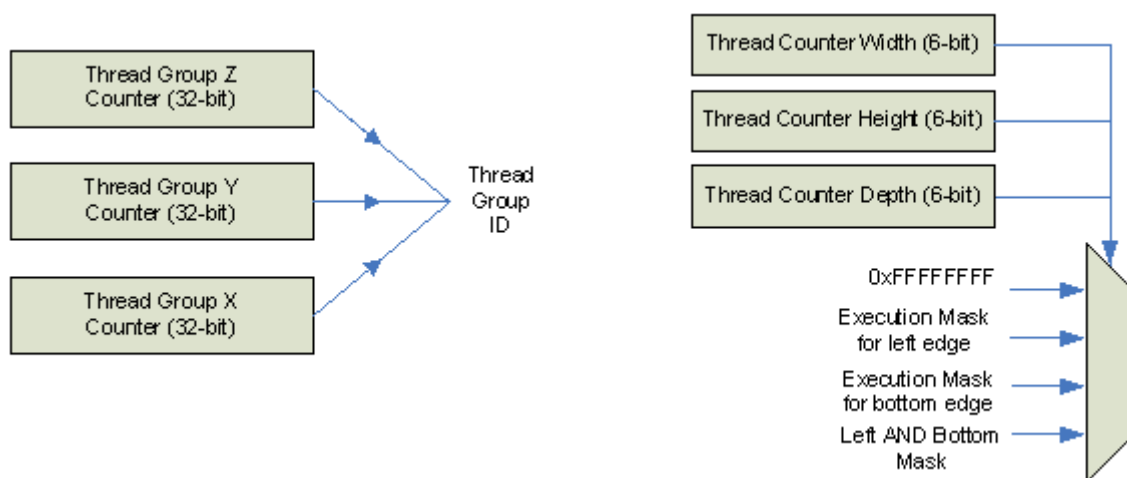 Thread Group Z
Counter (32-bit)
Thread Group Y
Counter (32-bit)
Thread Group X
Counter (32-bit)
Thread
Group
ID
Thread Counter Width (6-bit)
Thread Counter Height (6-bit)
Thread Counter Depth (6-bit)
0xFFFFFFFF
Execution Mask
for left edge
Execution Mask
for bottom edge
Left AND Bottom
Mask